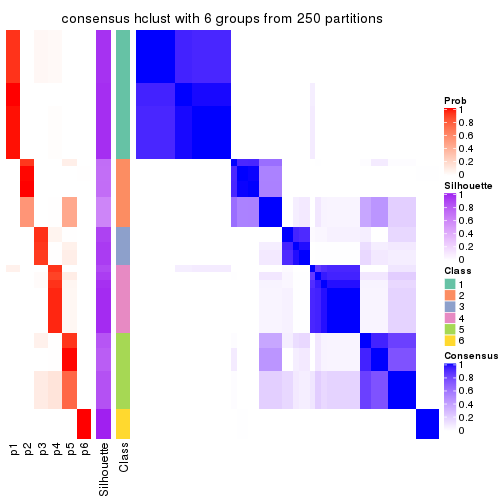 consensus hclust with 6 groups from 250 partitions
Prob
1
0.8
0.6
0.4
0.2
0
Silhouette
1
0.8
0.6
0.4
0.2
0
Class
1
2
3
4
5
6
Consensus
1
0.8
0.6
0.4
0.2
0
p1
p2
p3
p4
p5
p6
Silhouette
Class